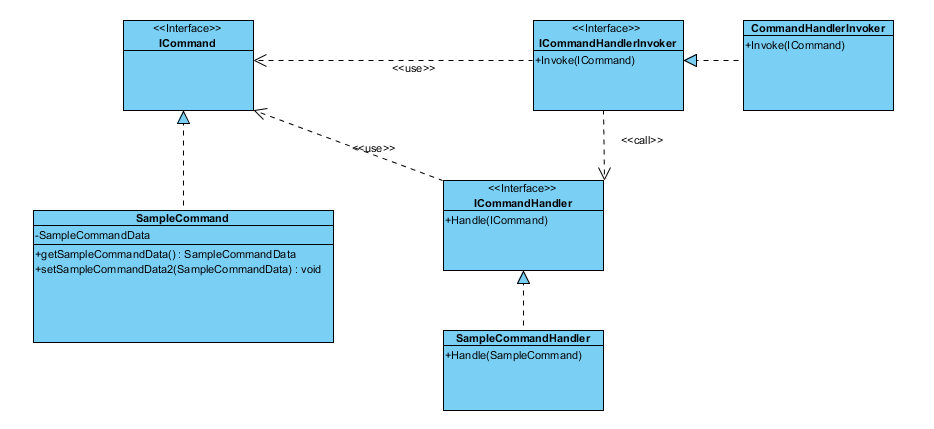 <<Interface>>
ICommand
<<Interface>>
ICommandHandlerInvoker
+Invoke(ICommand)
CommandHandlerInvoker
+Invoke(ICommand)
<<use>>
<<use>>
<<call>>
<<Interface>>
ICommandHandler
+Handle(ICommand)
SampleCommand
-SampleCommandData
+getSampleCommandData() : SampleCommandData
+setSampleCommandData2(SampleCommandData) : void
SampleCommandHandler
+Handle(SampleCommand)